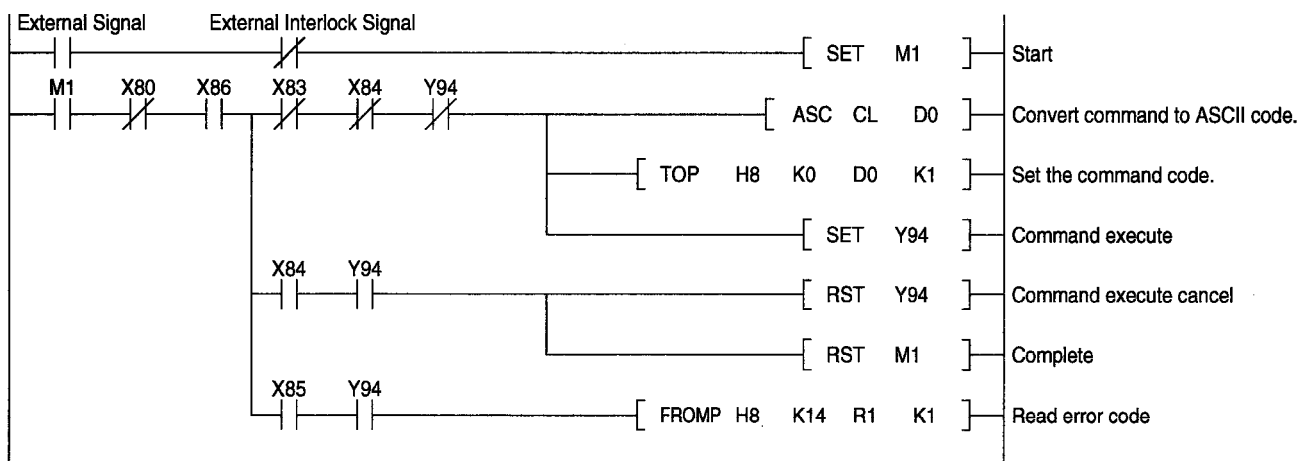 External Signal External Interlock Signal
[ SET M1 ] Start
M1 X80 X86 X83 X84 Y94
[ ASC CL D0 ] Convert command to ASCII code.
[ TOP H8 K0 D0 K1 ] Set the command code.
[ SET Y94 ] Command execute
X84 Y94
[ RST Y94 ] Command execute cancel
[ RST M1 ] Complete
X85 Y94
[ FROMP H8 K14 R1 K1 ] Read error code